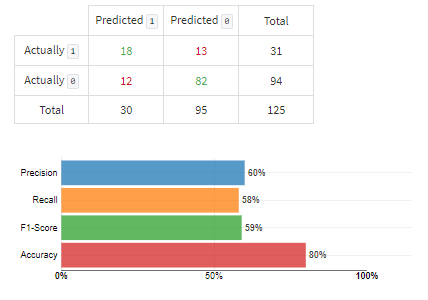 Predicted 1 Predicted 0 Total
Actually 1 18 13 31
Actually 0 12 82 94
Total 30 95 125
Precision 60%
Recall 58%
F1-Score 59%
Accuracy 80%
0% 50% 100%